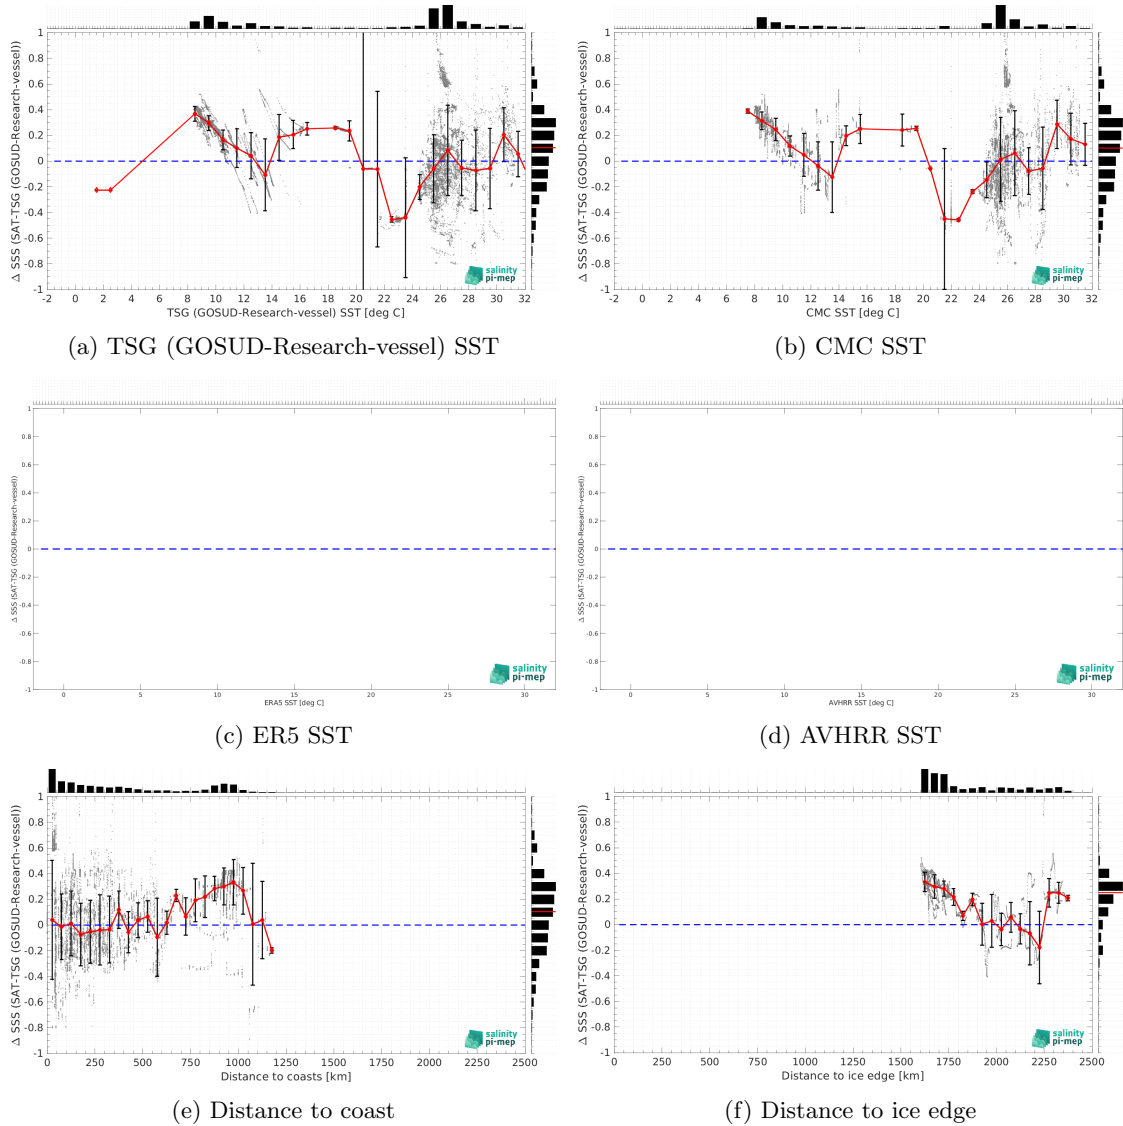 Δ SSS (SAT-TSG (GOSUD-Research-vessel))
1
0.8
0.6
0.4
0.2
0
-0.2
-0.4
-0.6
-0.8
-1
salinity
pi-mep
-2 0 2 4 6 8 10 12 14 16 18 20 22 24 26 28 30 32
TSG (GOSUD-Research-vessel) SST [deg C]
(a) TSG (GOSUD-Research-vessel) SST
Δ SSS (SAT-TSG (GOSUD-Research-vessel))
1
0.8
0.6
0.4
0.2
0
-0.2
-0.4
-0.6
-0.8
-1
salinity
pi-mep
-2 0 2 4 6 8 10 12 14 16 18 20 22 24 26 28 30 32
CMC SST [deg C]
(b) CMC SST
Δ SSS (SAT-TSG (GOSUD-Research-vessel))
1
0.8
0.6
0.4
0.2
0
-0.2
-0.4
-0.6
-0.8
-1
salinity
pi-mep
0 5 10 15 20 25 30
ERA5 SST [deg C]
(c) ER5 SST
Δ SSS (SAT-TSG (GOSUD-Research-vessel))
1
0.8
0.6
0.4
0.2
0
-0.2
-0.4
-0.6
-0.8
-1
salinity
pi-mep
0 5 10 15 20 25 30
AVHRR SST [deg C]
(d) AVHRR SST
Δ SSS (SAT-TSG (GOSUD-Research-vessel))
1
0.8
0.6
0.4
0.2
0
-0.2
-0.4
-0.6
-0.8
-1
salinity
pi-mep
0 250 500 750 1000 1250 1500 1750 2000 2250 2500
Distance to coasts [km]
(e) Distance to coast
Δ SSS (SAT-TSG (GOSUD-Research-vessel))
1
0.8
0.6
0.4
0.2
0
-0.2
-0.4
-0.6
-0.8
-1
salinity
pi-mep
0 250 500 750 1000 1250 1500 1750 2000 2250 2500
Distance to ice edge [km]
(f) Distance to ice edge